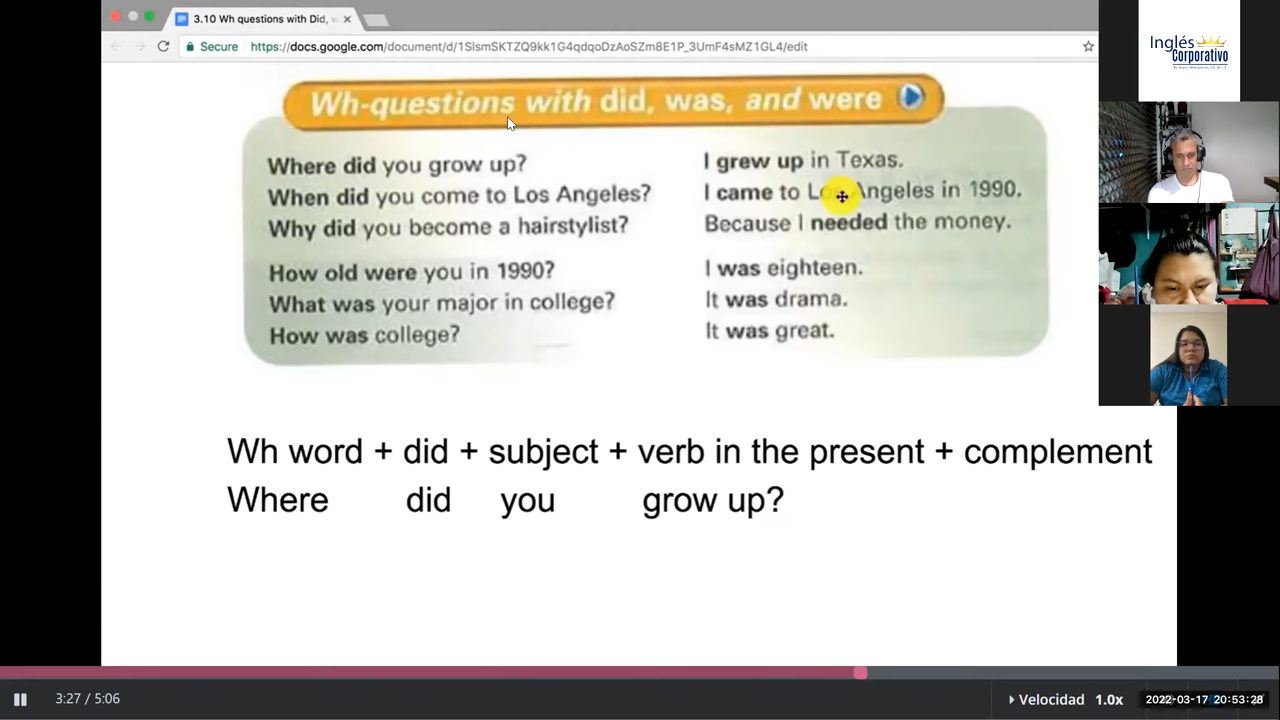 3.10 Wh questions with Did,
Secure https://docs.google.com/document/d/1SlsmSKTZQ9kk1G4qdqoDzAoSZm8E1P_3UmF4sMZ1GL4/edit
Inglés
Corporativo
Wh-questions with did, was, and were
Where did you grow up? I grew up in Texas.
When did you come to Los Angeles? I came to Los Angeles in 1990.
Why did you become a hairstylist? Because I needed the money.
How old were you in 1990? I was eighteen.
What was your major in college? It was drama.
How was college? It was great.
Wh word + did + subject + verb in the present + complement
Where did you grow up?
3:27 / 5:06
Velocidad 1.0x
2022-03-17 20:53:28